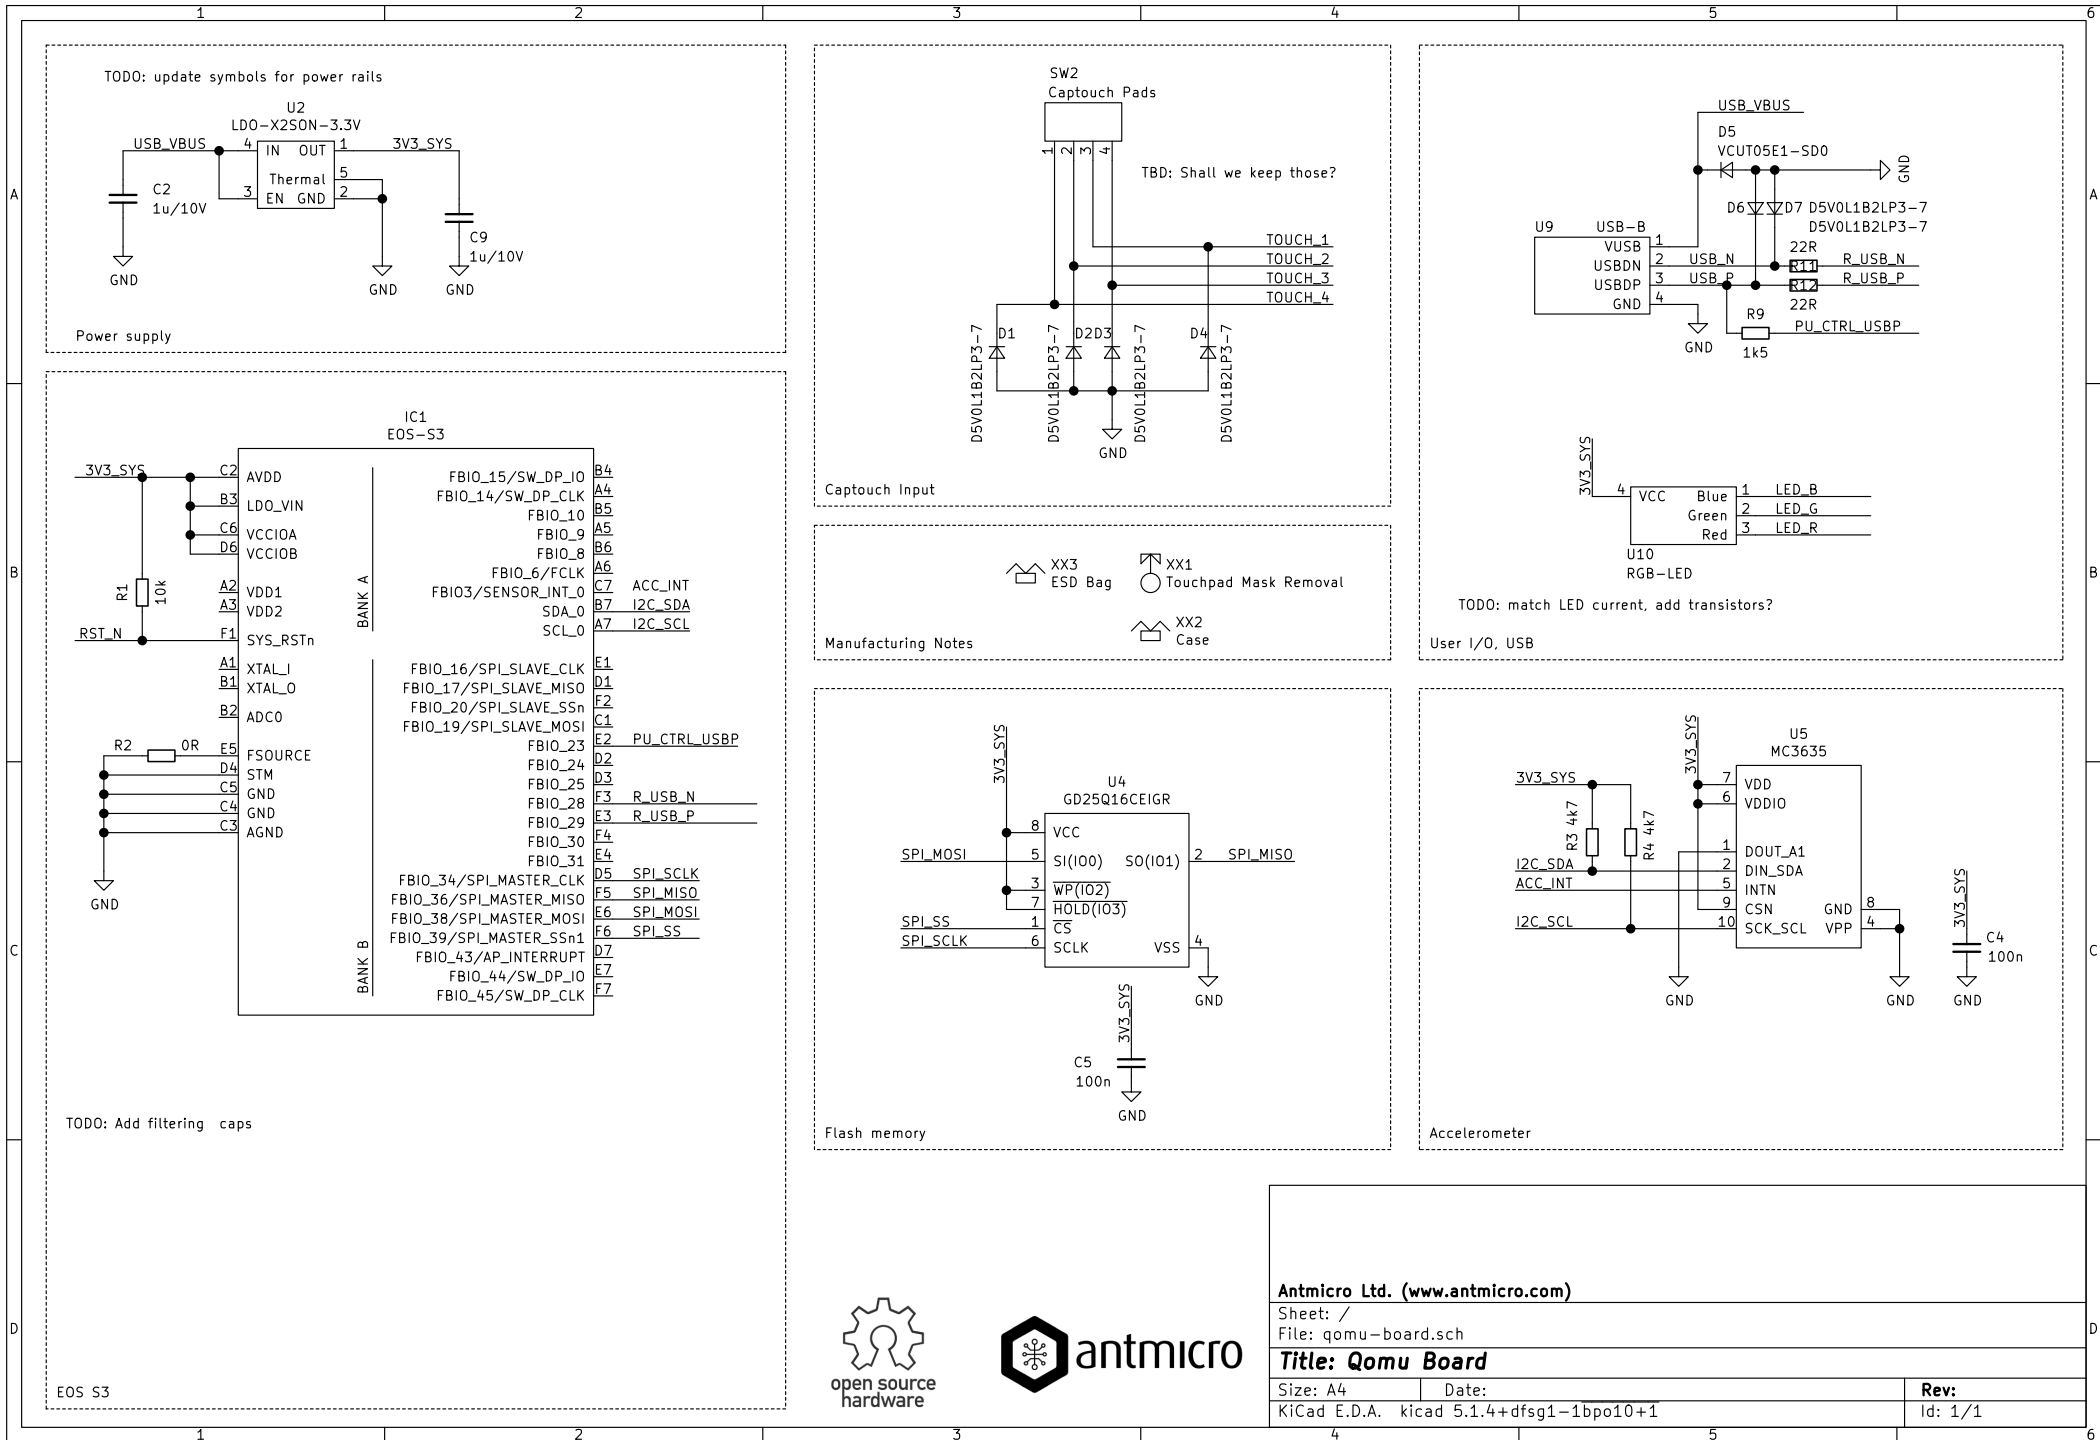 1 2 3 4 5 6
A
B
C
D
TODO: update symbols for power rails
U2
LDO-X2SON-3.3V
USB_VBUS 4 IN OUT 1 3V3_SYS
Thermal 5
3 EN GND 2
C2
1u/10V
C9
1u/10V
GND
GND
GND
Power supply
IC1
EOS-S3
3V3_SYS
C2 AVDD
B3 LDO_VIN
C6 VCCIOA
D6 VCCIOB
R1
10k
A2 VDD1
A3 VDD2
RST_N F1 SYS_RSTn
A1 XTAL_I
B1 XTAL_O
B2 ADC0
R2 0R E5 FSOURCE
D4 STM
C5 GND
C4 GND
C3 AGND
GND
BANK A
FBIO_15/SW_DP_IO B4
FBIO_14/SW_DP_CLK A4
FBIO_10 B5
FBIO_9 A5
FBIO_8 B6
FBIO_6/FCLK A6
FBIO3/SENSOR_INT_0 C7 ACC_INT
SDA_0 B7 I2C_SDA
SCL_0 A7 I2C_SCL
BANK B
FBIO_16/SPI_SLAVE_CLK E1
FBIO_17/SPI_SLAVE_MISO D1
FBIO_20/SPI_SLAVE_SSn F2
FBIO_19/SPI_SLAVE_MOSI C1
FBIO_23 E2 PU_CTRL_USBP
FBIO_24 D2
FBIO_25 D3
FBIO_28 F3 R_USB_N
FBIO_29 E3 R_USB_P
FBIO_30 F4
FBIO_31 E4
FBIO_34/SPI_MASTER_CLK D5 SPI_SCLK
FBIO_36/SPI_MASTER_MISO F5 SPI_MISO
FBIO_38/SPI_MASTER_MOSI E6 SPI_MOSI
FBIO_39/SPI_MASTER_SSn1 F6 SPI_SS
FBIO_43/AP_INTERRUPT D7
FBIO_44/SW_DP_IO E7
FBIO_45/SW_DP_CLK F7
TODO: Add filtering caps
EOS S3
SW2
Captouch Pads
1 2 3 4
TBD: Shall we keep those?
TOUCH_1
TOUCH_2
TOUCH_3
TOUCH_4
D1 D2 D3 D4
D5V0L1B2LP3-7
D5V0L1B2LP3-7
D5V0L1B2LP3-7
D5V0L1B2LP3-7
GND
Captouch Input
XX3
ESD Bag
XX1
Touchpad Mask Removal
XX2
Case
Manufacturing Notes
3V3_SYS
U4
GD25Q16CEIGR
8 VCC
SPI_MOSI 5 SI(IO0) SO(IO1) 2 SPI_MISO
3 WP(IO2)
7 HOLD(IO3)
SPI_SS 1 CS
SPI_SCLK 6 SCLK VSS 4
GND
3V3_SYS
C5
100n
GND
Flash memory
USB_VBUS
D5
VCUT05E1-SD0
GND
D6 D7 D5V0L1B2LP3-7
D5V0L1B2LP3-7
U9 USB-B
VUSB 1
22R
USBDN 2 USB_N R11 R_USB_N
USBDP 3 USB_P R12 R_USB_P
GND 4
22R
R9
PU_CTRL_USBP
1k5
GND
3V3_SYS
4 VCC Blue 1 LED_B
Green 2 LED_G
Red 3 LED_R
U10
RGB-LED
TODO: match LED current, add transistors?
User I/O, USB
3V3_SYS
U5
MC3635
3V3_SYS
R3 4k7
R4 4k7
7 VDD
6 VDDIO
1 DOUT_A1
I2C_SDA 2 DIN_SDA
ACC_INT 5 INTN
9 CSN GND 8
I2C_SCL 10 SCK_SCL VPP 4
GND
GND
3V3_SYS
C4
100n
GND
Accelerometer
open source
hardware
antmicro
Antmicro Ltd. (www.antmicro.com)
Sheet: /
File: qomu-board.sch
Title: Qomu Board
Size: A4 Date: Rev:
KiCad E.D.A. kicad 5.1.4+dfsg1-1bpo10+1 Id: 1/1
A
B
C
D
1 2 3 4 5 6